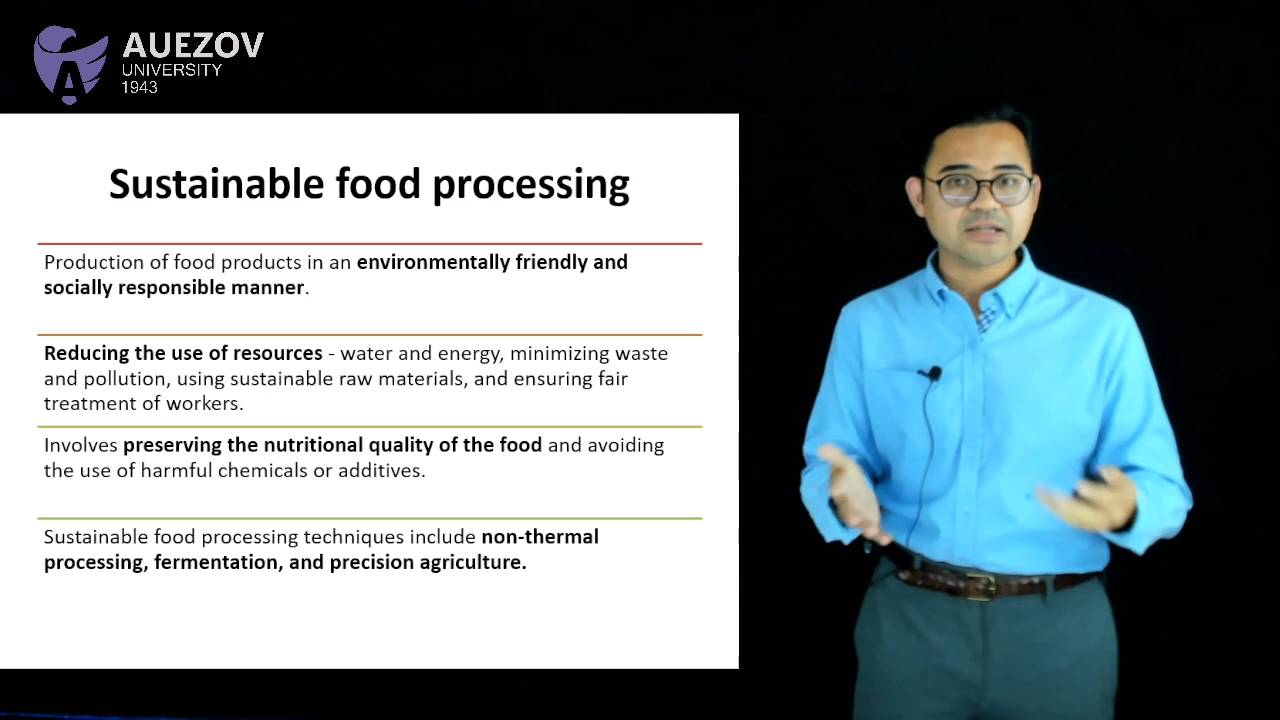 AUEZOV
UNIVERSITY
1943
Sustainable food processing
Production of food products in an environmentally friendly and
socially responsible manner.
Reducing the use of resources - water and energy, minimizing waste
and pollution, using sustainable raw materials, and ensuring fair
treatment of workers.
Involves preserving the nutritional quality of the food and avoiding
the use of harmful chemicals or additives.
Sustainable food processing techniques include non-thermal
processing, fermentation, and precision agriculture.